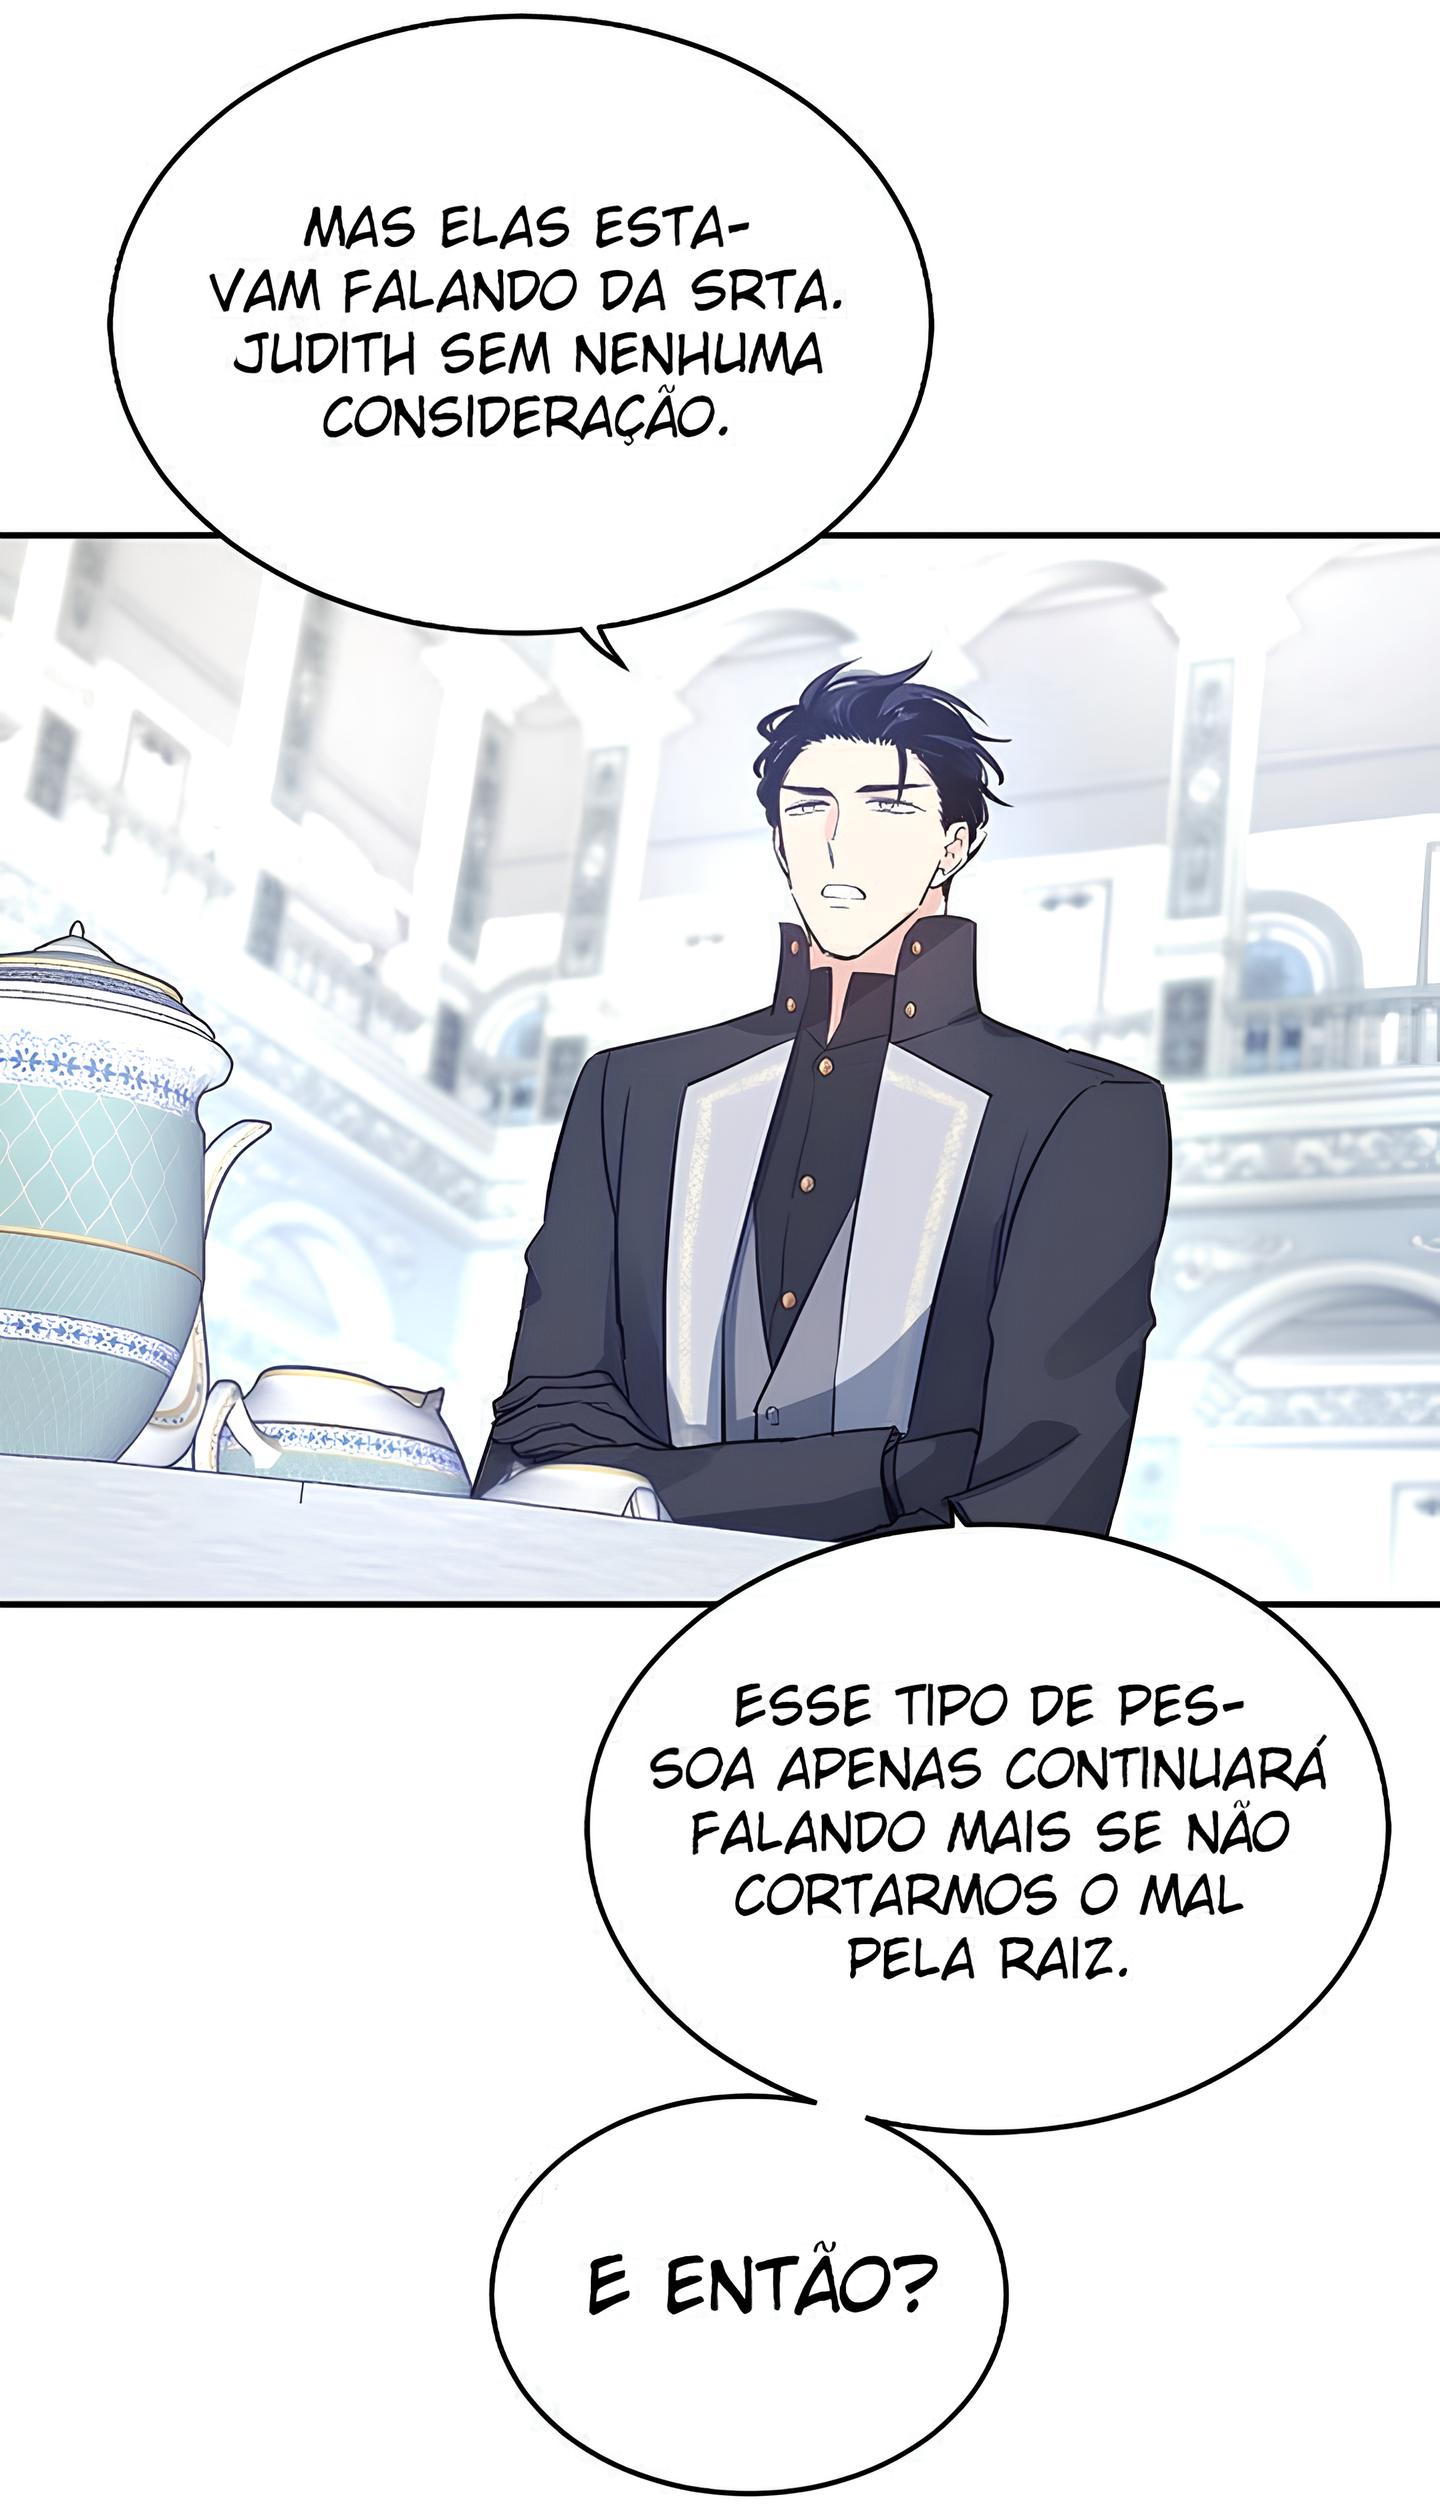 MAS ELAS ESTA-
VAM FALANDO DA SRTA.
JUDITH SEM NENHUMA
CONSIDERAÇÃO.
ESSE TIPO DE PES-
SOA APENAS CONTINUARÁ
FALANDO MAIS SE NÃO
CORTARMOS O MAL
PELA RAIZ.
E ENTÃO?